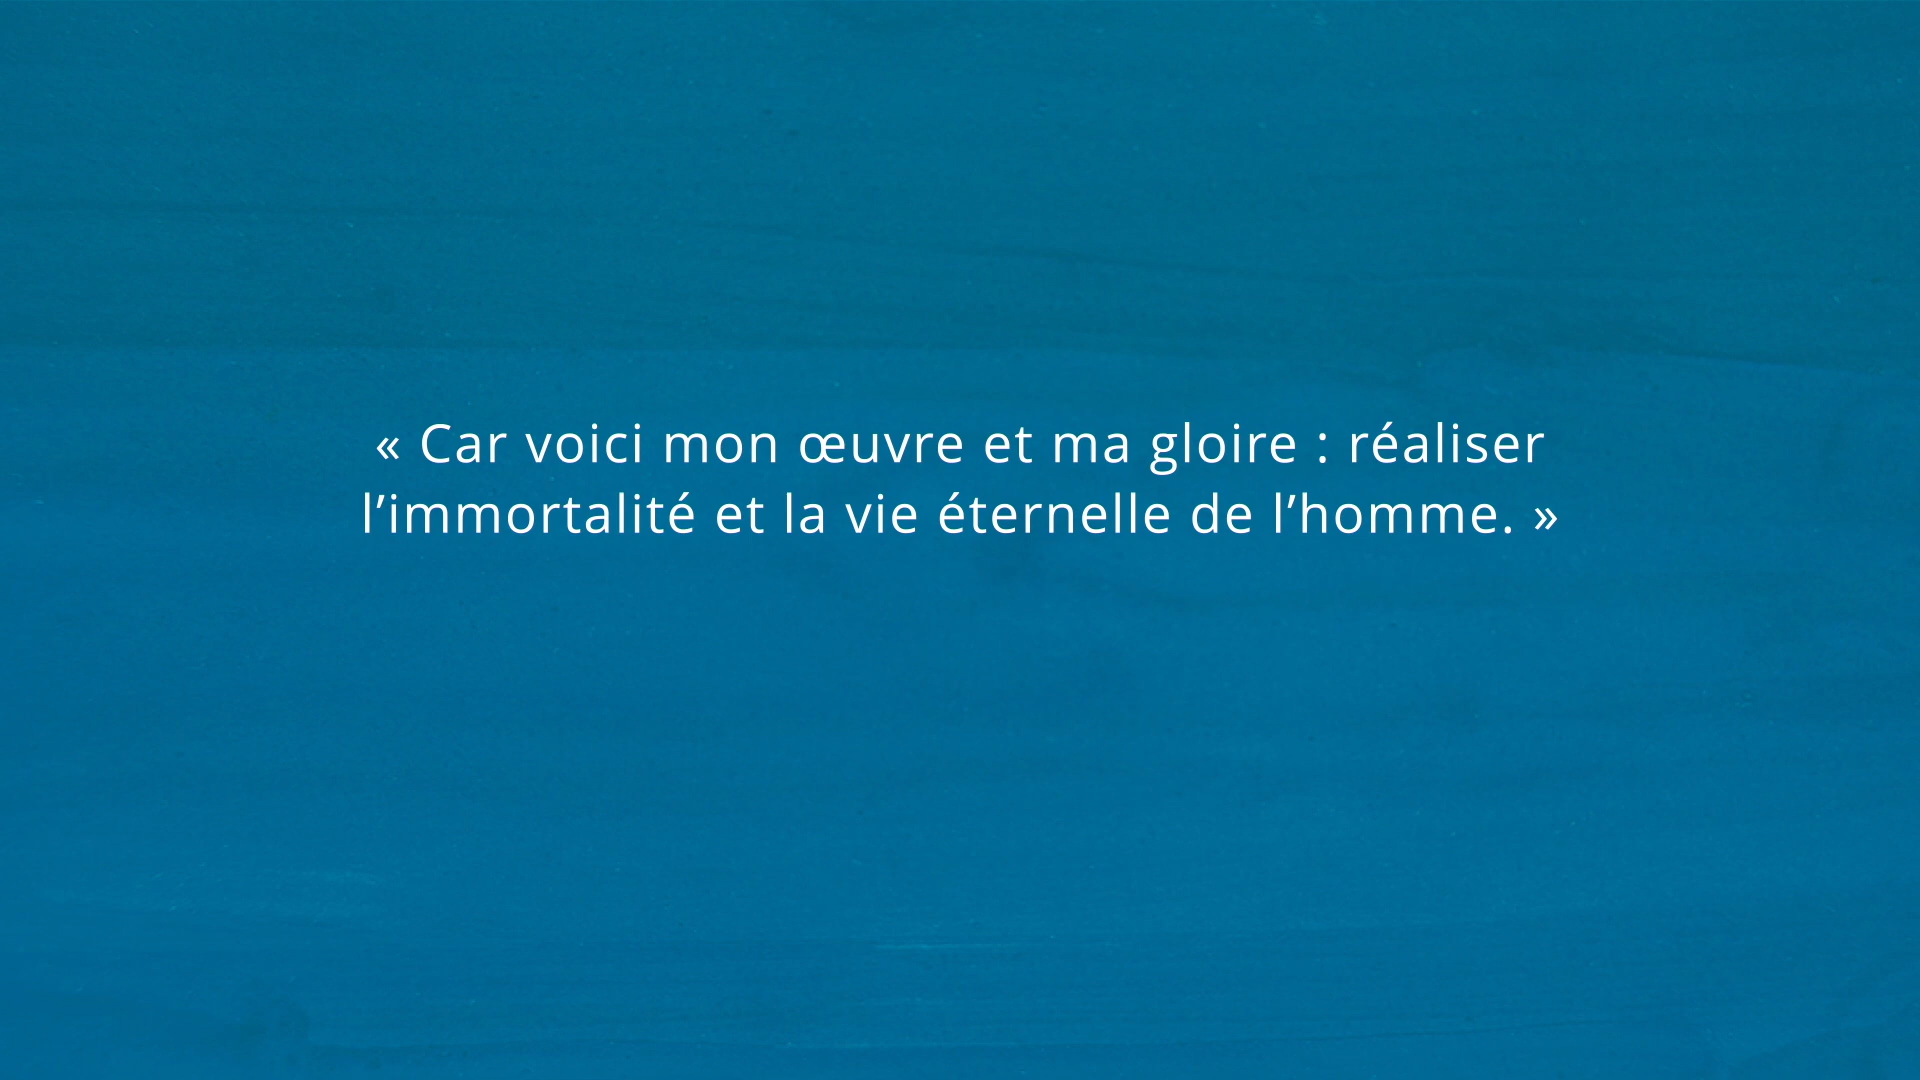 « Car voici mon œuvre et ma gloire : réaliser
l’immortalité et la vie éternelle de l’homme. »